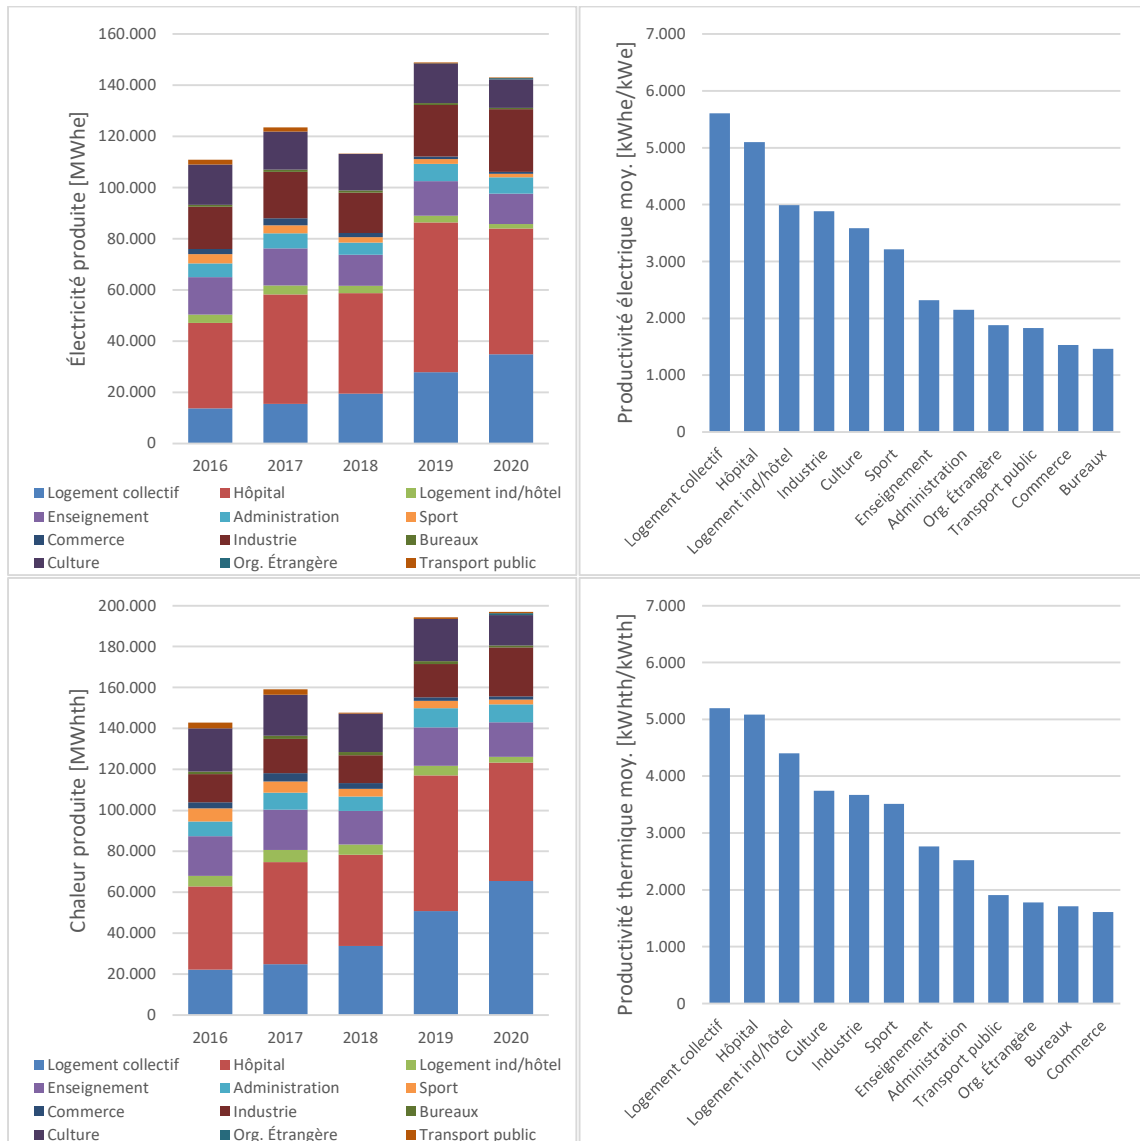 Électricité produite [MWhe]
160.000
140.000
120.000
100.000
80.000
60.000
40.000
20.000
0
2016 2017 2018 2019 2020
Logement collectif Hôpital Logement ind/hôtel
Enseignement Administration Sport
Commerce Industrie Bureaux
Culture Org. Étrangère Transport public
Productivité électrique moy. [kWhe/kWe]
7.000
6.000
5.000
4.000
3.000
2.000
1.000
0
Logement collectif
Hôpital
Logement ind/hôtel
Industrie
Culture
Sport
Enseignement
Administration
Org. Étrangère
Transport public
Commerce
Bureaux
Chaleur produite [MWhth]
200.000
180.000
160.000
140.000
120.000
100.000
80.000
60.000
40.000
20.000
0
2016 2017 2018 2019 2020
Logement collectif Hôpital Logement ind/hôtel
Enseignement Administration Sport
Commerce Industrie Bureaux
Culture Org. Étrangère Transport public
Productivité thermique moy. [kWhth/kWth]
7.000
6.000
5.000
4.000
3.000
2.000
1.000
0
Logement collectif
Hôpital
Logement ind/hôtel
Culture
Industrie
Sport
Enseignement
Administration
Transport public
Org. Étrangère
Bureaux
Commerce